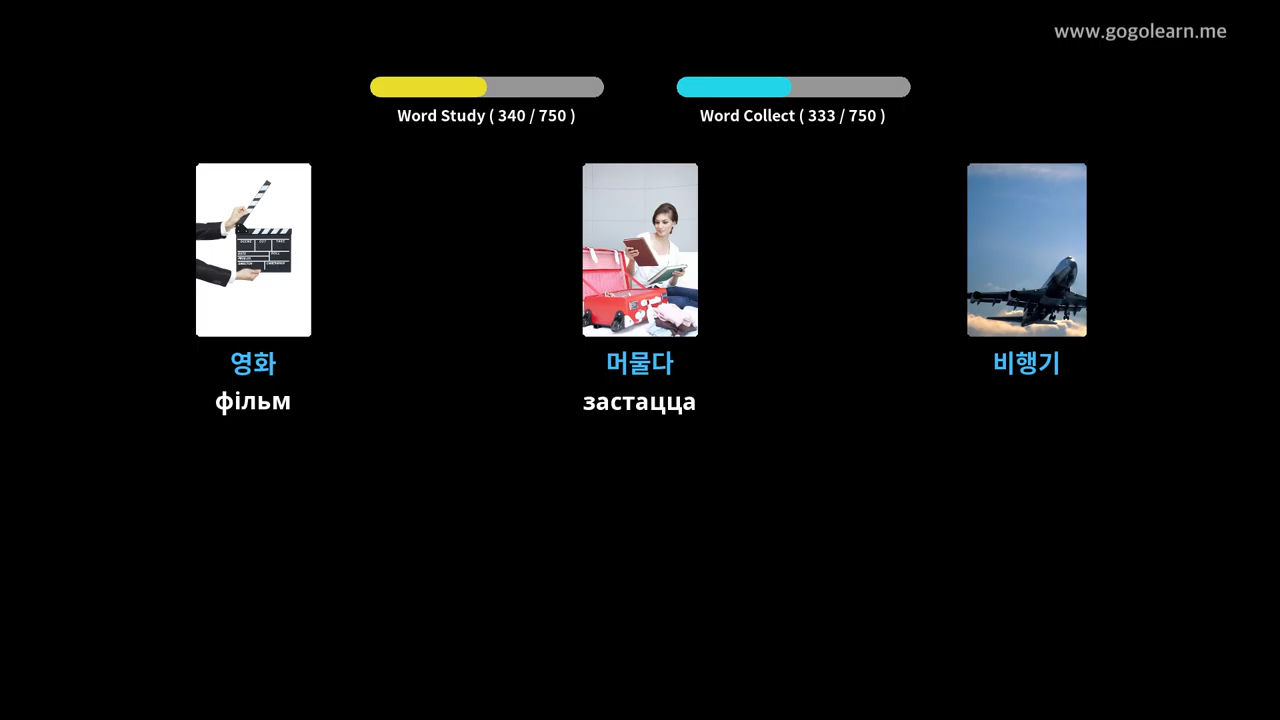 www.gogolearn.me
Word Study ( 340 / 750 )
Word Collect ( 333 / 750 )
영화
머물다
비행기
фільм
застацца